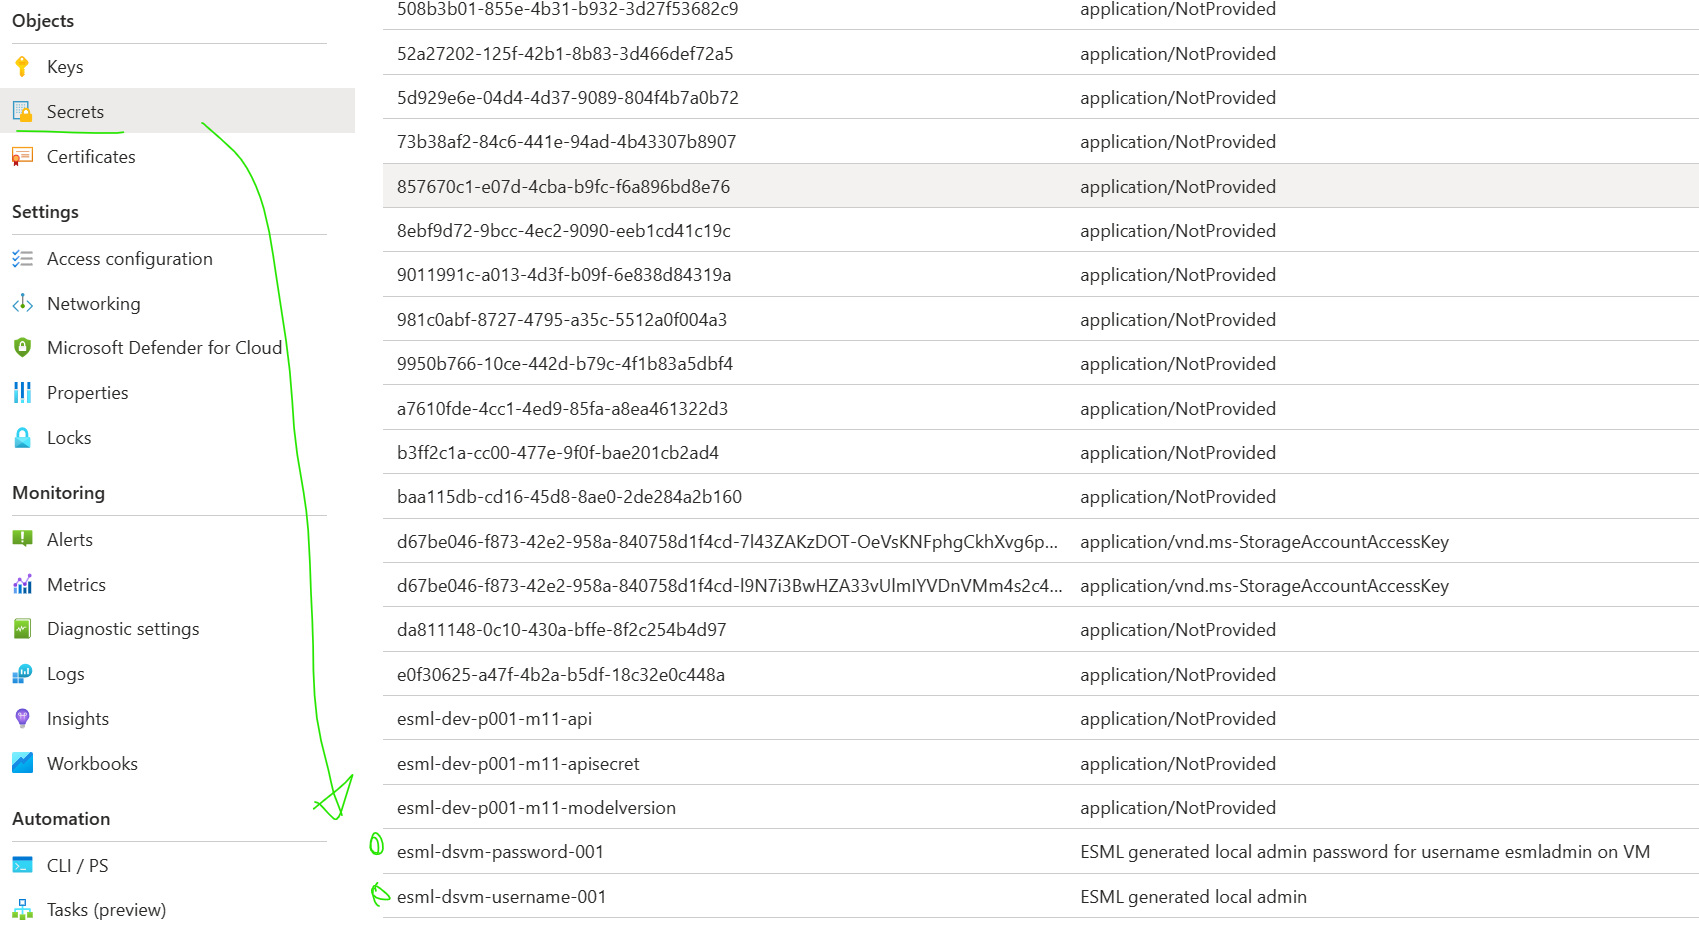 Objects
Keys
Secrets
Certificates
Settings
Access configuration
Networking
Microsoft Defender for Cloud
Properties
Locks
Monitoring
Alerts
Metrics
Diagnostic settings
Logs
Insights
Workbooks
Automation
CLI / PS
Tasks (preview)
508b3b01-855e-4b31-b932-3d27f53682c9 application/NotProvided
52a27202-125f-42b1-8b83-3d466def72a5 application/NotProvided
5d929e6e-04d4-4d37-9089-804f4b7a0b72 application/NotProvided
73b38af2-84c6-441e-94ad-4b43307b8907 application/NotProvided
857670c1-e07d-4cba-b9fc-f6a896bd8e76 application/NotProvided
8ebf9d72-9bcc-4ec2-9090-eeb1cd41c19c application/NotProvided
9011991c-a013-4d3f-b09f-6e838d84319a application/NotProvided
981c0abf-8727-4795-a35c-5512a0f004a3 application/NotProvided
9950b766-10ce-442d-b79c-4f1b83a5dbf4 application/NotProvided
a7610fde-4cc1-4ed9-85fa-a8ea461322d3 application/NotProvided
b3ff2c1a-cc00-477e-9f0f-bae201cb2ad4 application/NotProvided
baa115db-cd16-45d8-8ae0-2de284a2b160 application/NotProvided
d67be046-f873-42e2-958a-840758d1f4cd-7l43ZAKzDOT-OeVsKNFphgCkhXvg6p... application/vnd.ms-StorageAccountAccessKey
d67be046-f873-42e2-958a-840758d1f4cd-l9N7i3BwHZA33vUlmIYVDnVMm4s2c4... application/vnd.ms-StorageAccountAccessKey
da811148-0c10-430a-bffe-8f2c254b4d97 application/NotProvided
e0f30625-a47f-4b2a-b5df-18c32e0c448a application/NotProvided
esml-dev-p001-m11-api application/NotProvided
esml-dev-p001-m11-apisecret application/NotProvided
esml-dev-p001-m11-modelversion application/NotProvided
esml-dsvm-password-001 ESML generated local admin password for username esmladmin on VM
esml-dsvm-username-001 ESML generated local admin